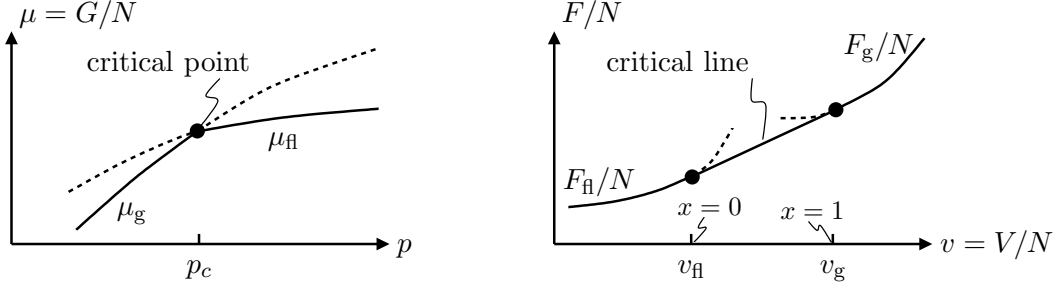 μ = G/N
critical point
μ_fl
μ_g
p_c
p
F/N
F_g/N
critical line
F_fl/N
x = 0
x = 1
v_fl
v_g
v = V/N